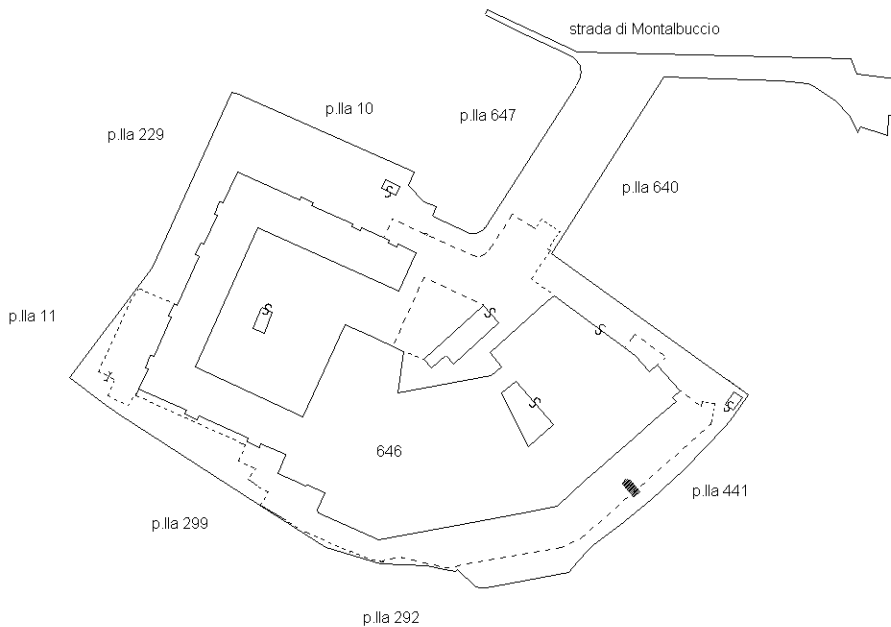 strada di Montalbuccio
p.lla 10
p.lla 647
p.lla 229
p.lla 640
p.lla 11
646
p.lla 441
p.lla 299
p.lla 292